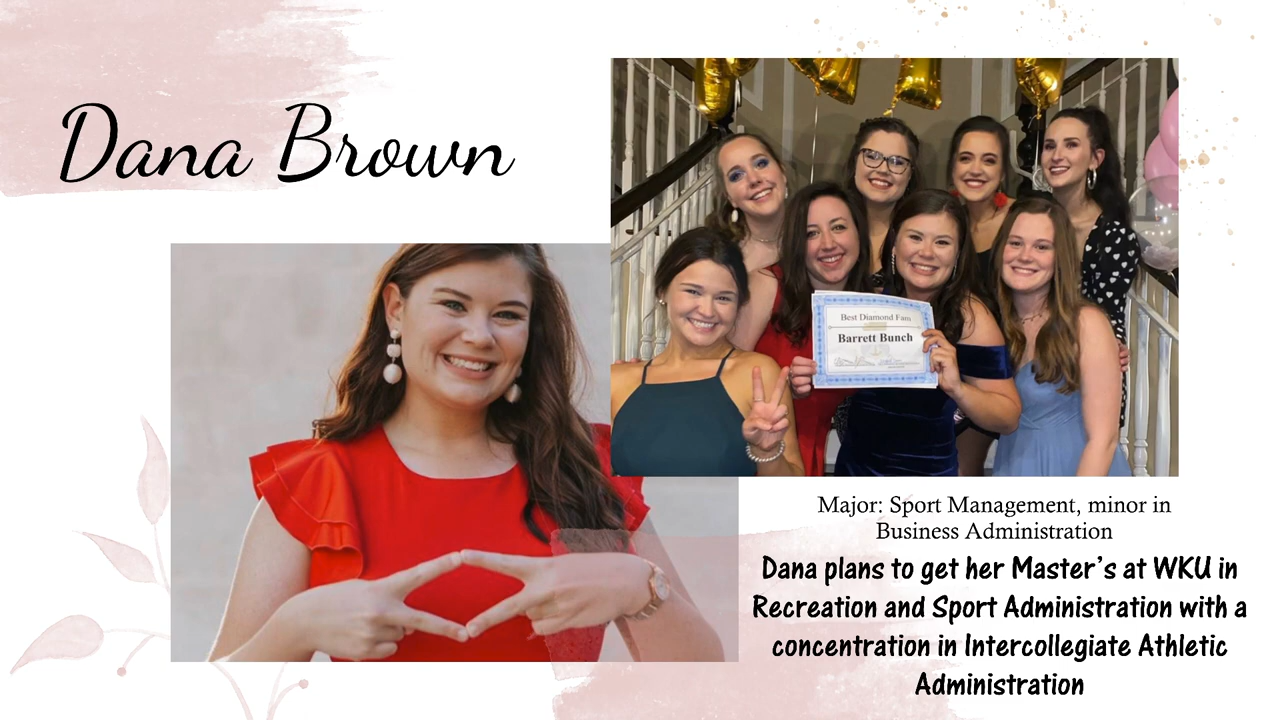 Dana Brown
Best Diamond Fam
Barrett Bunch
Major: Sport Management, minor in
Business Administration
Dana plans to get her Master's at WKU in
Recreation and Sport Administration with a
concentration in Intercollegiate Athletic
Administration